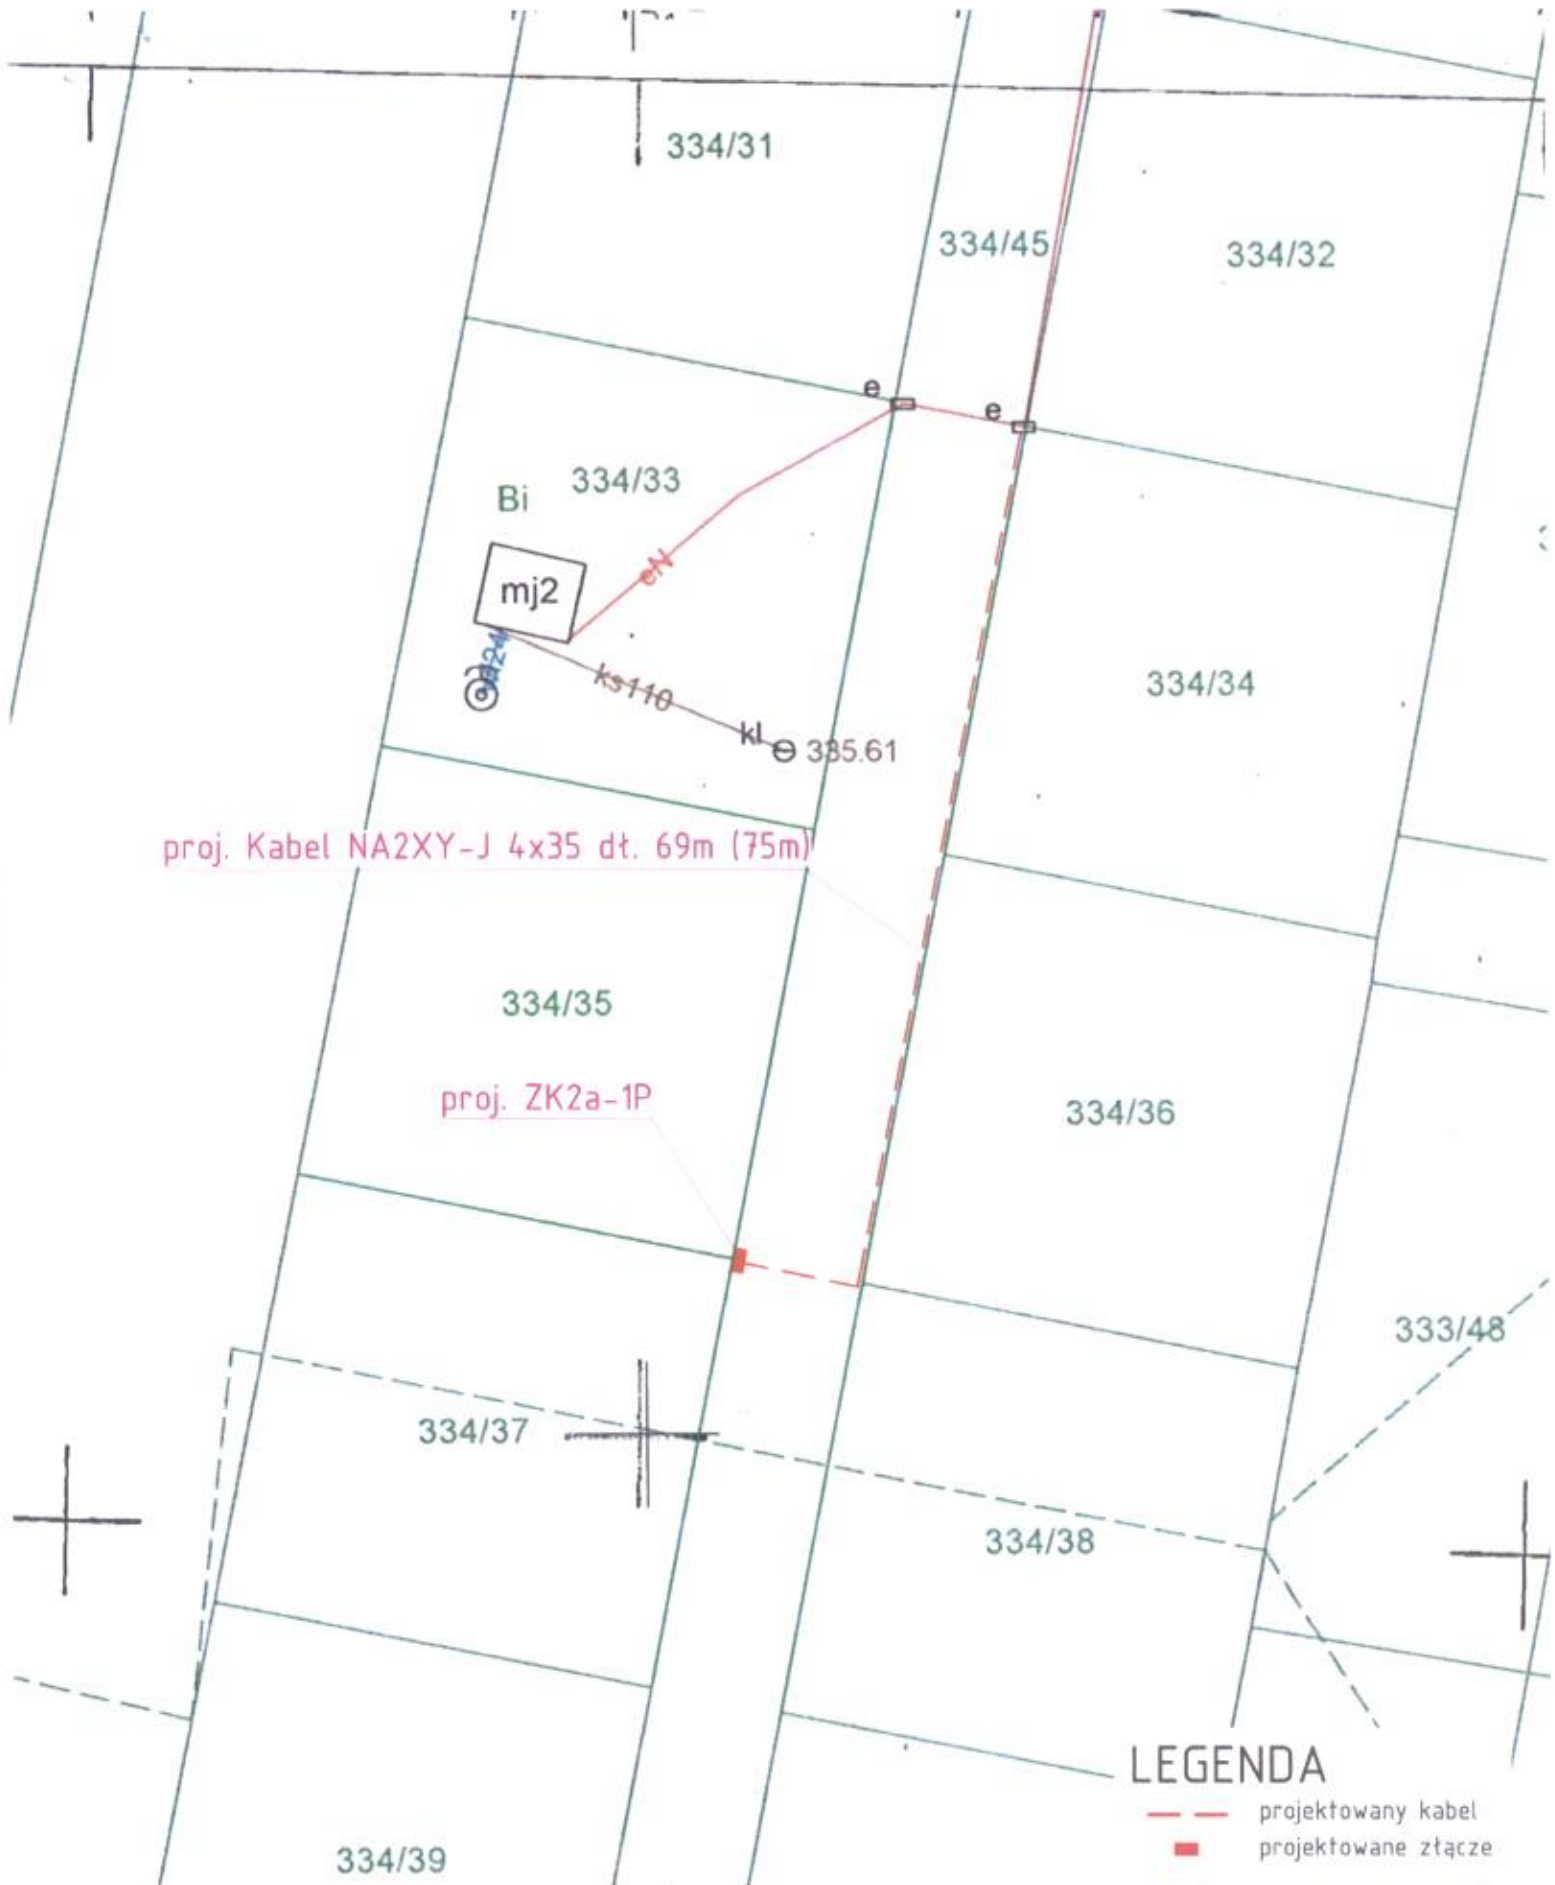 334/31
334/45
334/32
e
e
334/33
Bi
eN
mj2
ks110
kl
335.61
334/34
proj. Kabel NA2XY-J 4x35 dł. 69m (75m)
334/35
proj. ZK2a-1P
334/36
333/48
334/37
334/38
LEGENDA
projektowany kabel
projektowane złącze
334/39